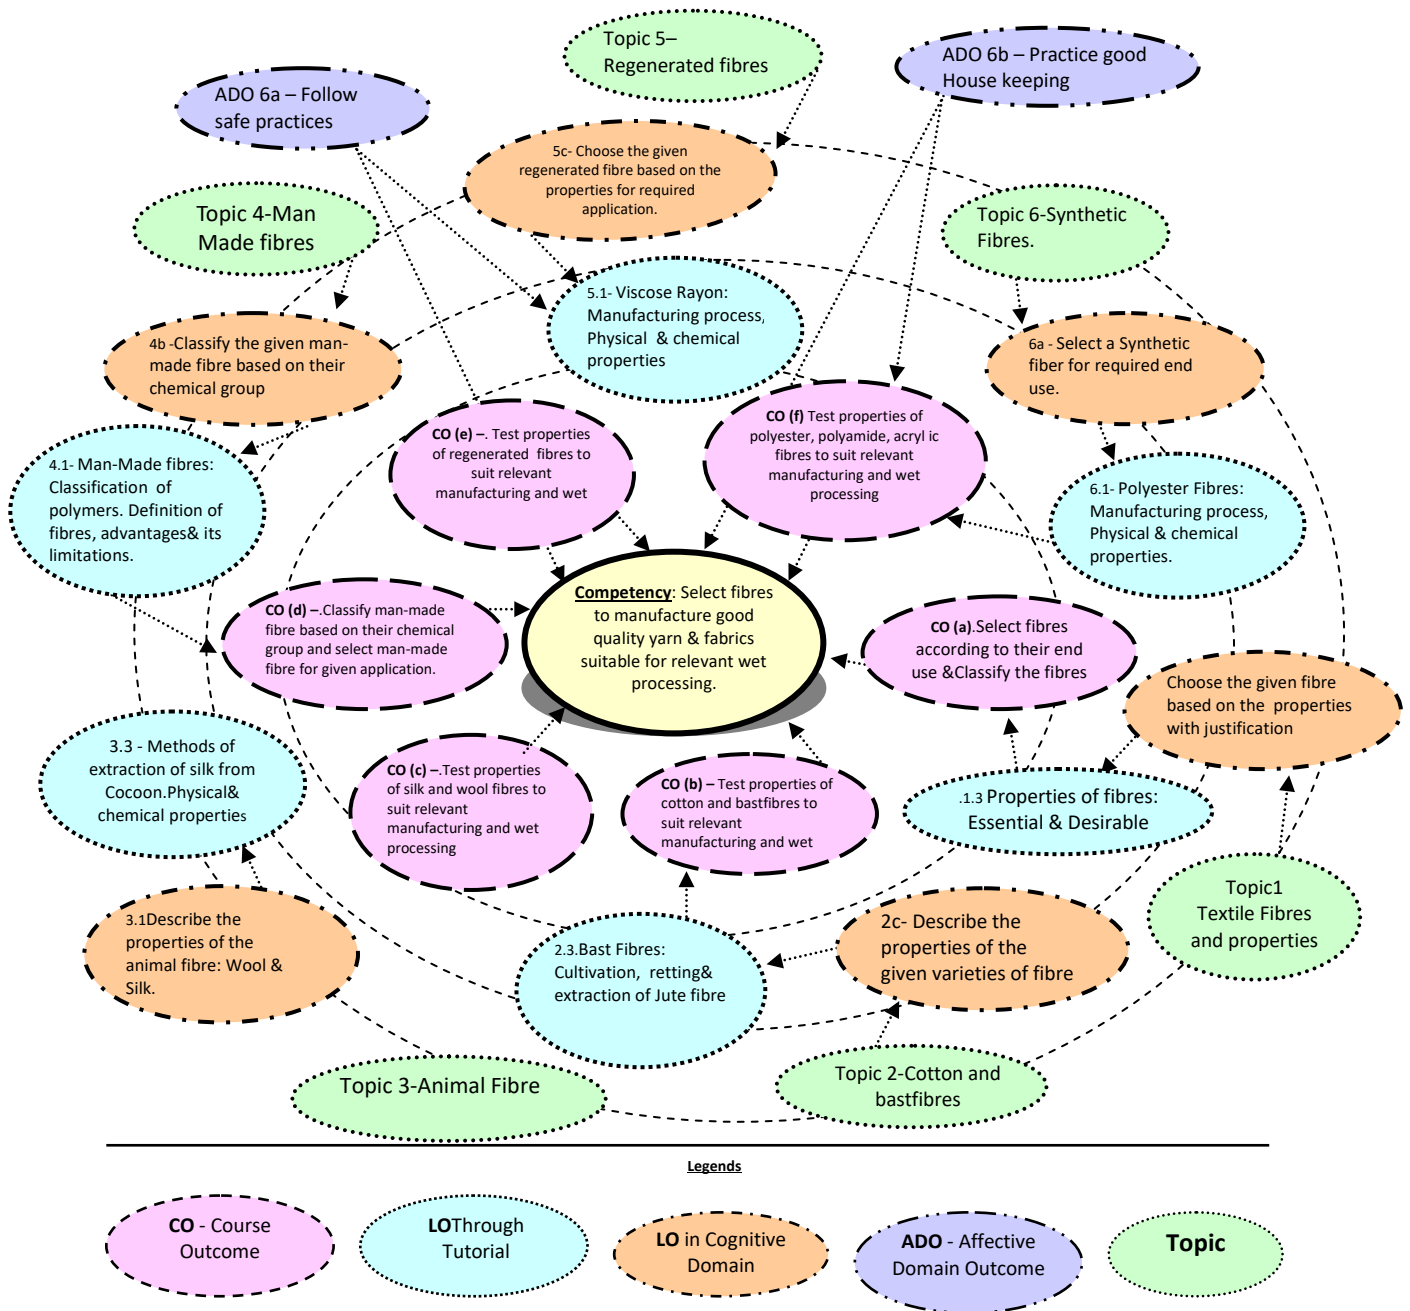 Topic 5–
Regenerated fibres
ADO 6b – Practice good
House keeping
ADO 6a – Follow
safe practices
5c- Choose the given
regenerated fibre based on the
properties for required
application.
Topic 4-Man
Made fibres
Topic 6-Synthetic
Fibres.
5.1- Viscose Rayon:
Manufacturing process,
Physical & chemical
properties
4b -Classify the given man-
made fibre based on their
chemical group
6a - Select a Synthetic
fiber for required end
use.
CO (e) –. Test properties
of regenerated fibres to
suit relevant
manufacturing and wet
CO (f) Test properties of
polyester, polyamide, acryl ic
fibres to suit relevant
manufacturing and wet
processing
4.1- Man-Made fibres:
Classification of
polymers. Definition of
fibres, advantages& its
limitations.
6.1- Polyester Fibres:
Manufacturing process,
Physical & chemical
properties.
Competency: Select fibres
to manufacture good
quality yarn & fabrics
suitable for relevant wet
processing.
CO (d) –.Classify man-made
fibre based on their chemical
group and select man-made
fibre for given application.
CO (a).Select fibres
according to their end
use &Classify the fibres
Choose the given fibre
based on the properties
with justification
3.3 - Methods of
extraction of silk from
Cocoon.Physical&
chemical properties
CO (c) –.Test properties
of silk and wool fibres to
suit relevant
manufacturing and wet
processing
CO (b) – Test properties of
cotton and bastfibres to
suit relevant
manufacturing and wet
.1.3 Properties of fibres:
Essential & Desirable
3.1Describe the
properties of the
animal fibre: Wool &
Silk.
2.3.Bast Fibres:
Cultivation, retting&
extraction of Jute fibre
2c- Describe the
properties of the
given varieties of fibre
Topic1
Textile Fibres
and properties
Topic 3-Animal Fibre
Topic 2-Cotton and
bastfibres
Legends
CO - Course
Outcome
LOThrough
Tutorial
LO in Cognitive
Domain
ADO - Affective
Domain Outcome
Topic